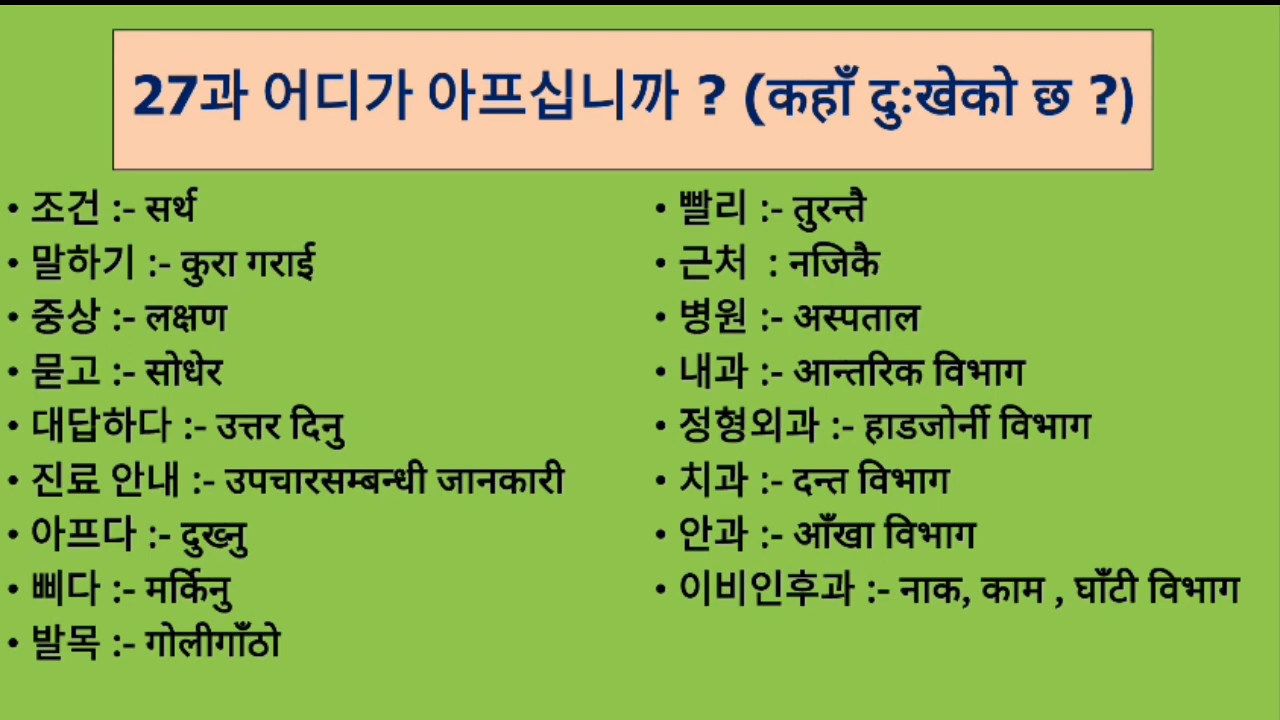 27과 어디가 아프십니까 ? (कहाँ दुःखेको छ ?)
• 조건 :- सर्थ
• 말하기 :- कुरा गराई
• 중상 :- लक्षण
• 묻고 :- सोधेर
• 대답하다 :- उत्तर दिनु
• 진료 안내 :- उपचारसम्बन्धी जानकारी
• 아프다 :- दुख्नु
• 삐다 :- मर्किनु
• 발목 :- गोलीगाँठो
• 빨리 :- तुरन्तै
• 근처 : नजिकै
• 병원 :- अस्पताल
• 내과 :- आन्तरिक विभाग
• 정형외과 :- हाडजोर्नी विभाग
• 치과 :- दन्त विभाग
• 안과 :- आँखा विभाग
• 이비인후과 :- नाक, काम , घाँटी विभाग